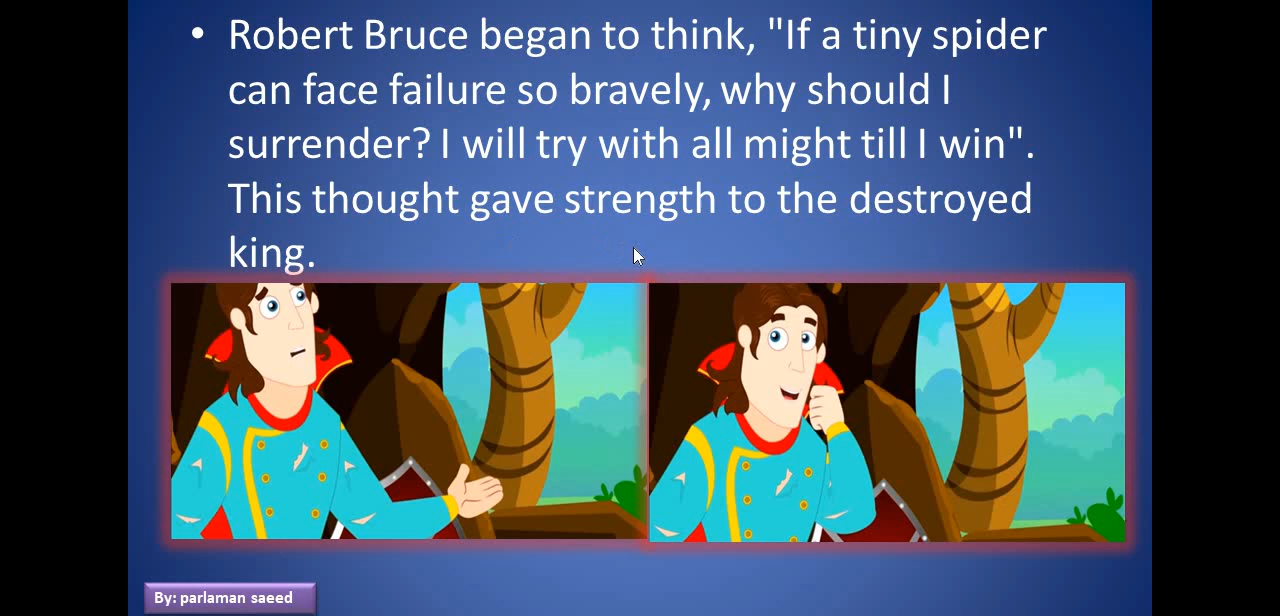 • Robert Bruce began to think, "If a tiny spider
can face failure so bravely, why should I
surrender? I will try with all might till I win".
This thought gave strength to the destroyed
king.
By: parlaman saeed